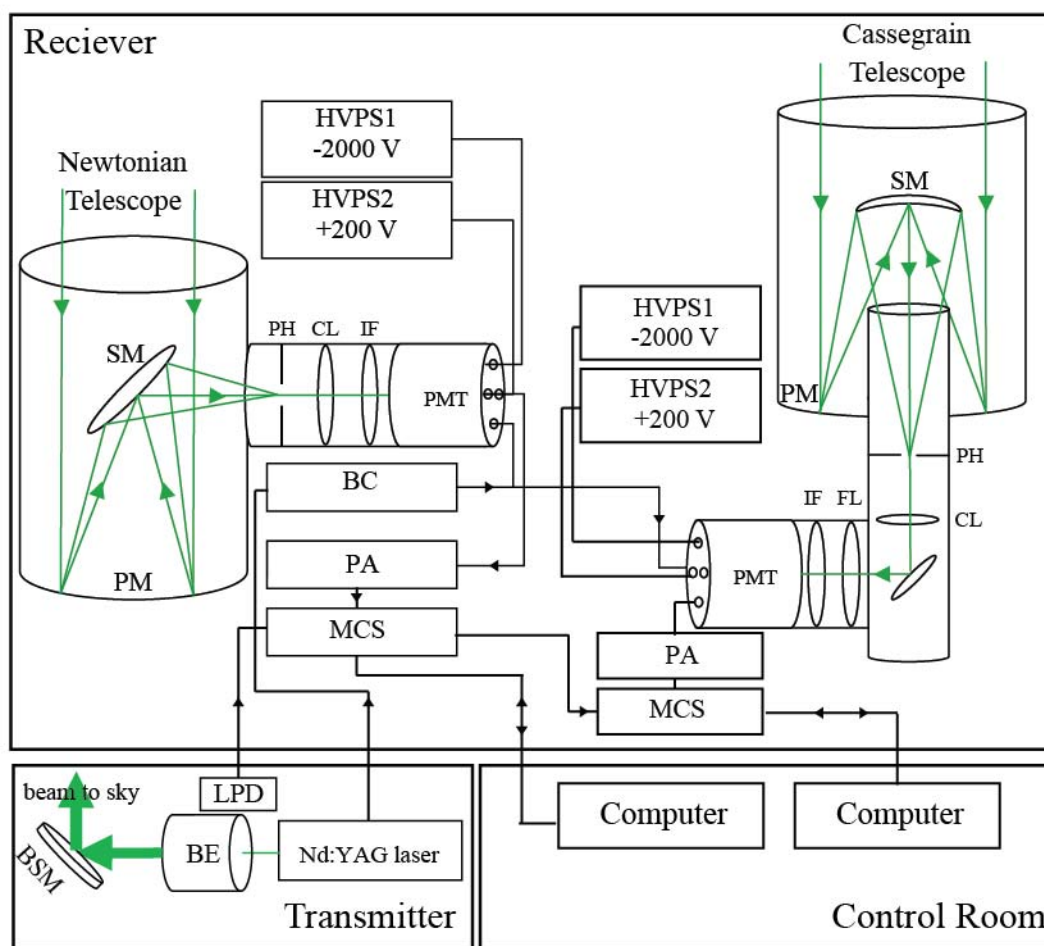 Reciever
Cassegrain
Telescope
HVPS1
-2000 V
HVPS2
+200 V
Newtonian
Telescope
SM
SM
PH CL IF
HVPS1
-2000 V
PMT
PM
HVPS2
+200 V
BC
PH
IF FL
CL
PA
PM
PMT
MCS
PA
MCS
beam to sky
LPD
BE
Nd:YAG laser
BSM
Transmitter
Computer
Computer
Control Room